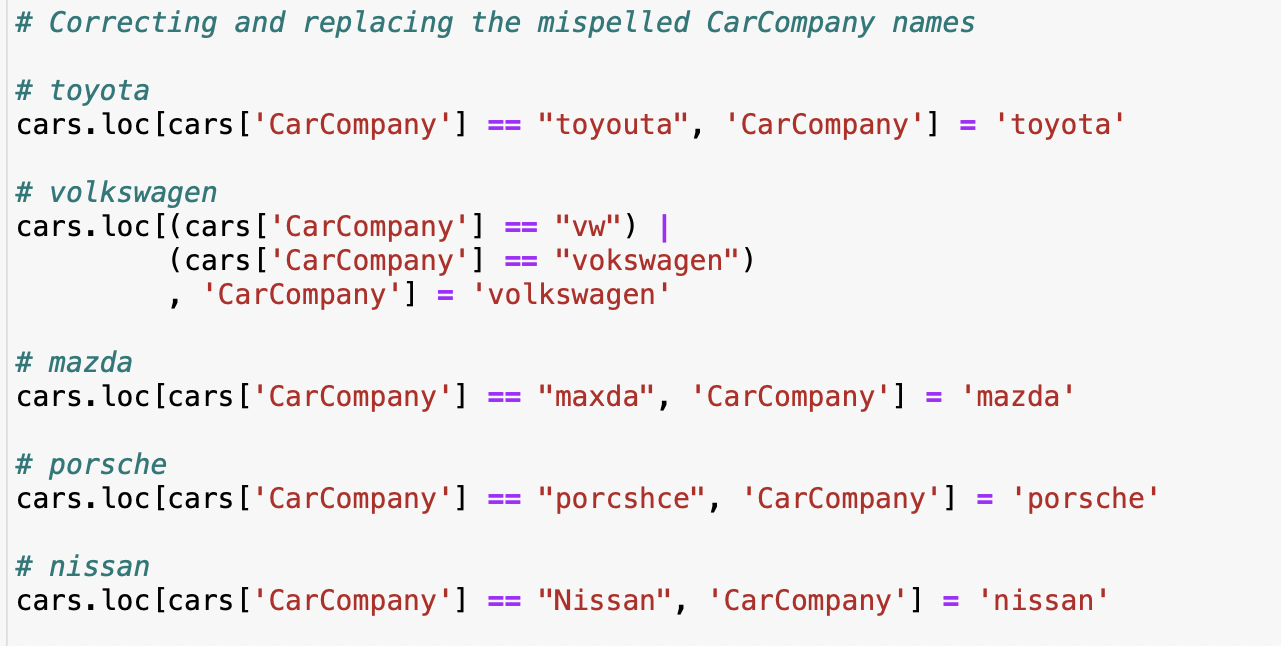 # Correcting and replacing the mispelled CarCompany names
# toyota
cars.loc[cars['CarCompany'] == "toyouta", 'CarCompany'] = 'toyota'
# volkswagen
cars.loc[(cars['CarCompany'] == "vw") |
(cars['CarCompany'] == "vokswagen")
, 'CarCompany'] = 'volkswagen'
# mazda
cars.loc[cars['CarCompany'] == "maxda", 'CarCompany'] = 'mazda'
# porsche
cars.loc[cars['CarCompany'] == "porcshce", 'CarCompany'] = 'porsche'
# nissan
cars.loc[cars['CarCompany'] == "Nissan", 'CarCompany'] = 'nissan'